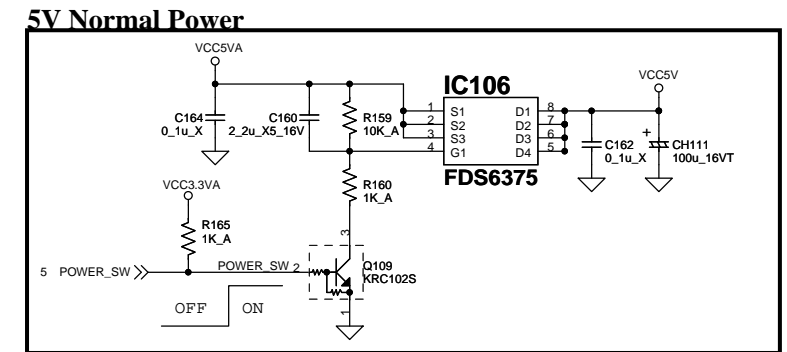 5V Normal Power
VCC5VA
IC106
VCC5V
C164
0_1u_X
C160
2_2u_X5_16V
R159
10K_A
1 S1 D1 8
2 S2 D2 7
3 S3 D3 6
4 G1 D4 5
FDS6375
C162
0_1u_X
+
CH111
100u_16VT
R160
1K_A
VCC3.3VA
R165
1K_A
3
5 POWER_SW
POWER_SW 2
Q109
KRC102S
1
OFF ON